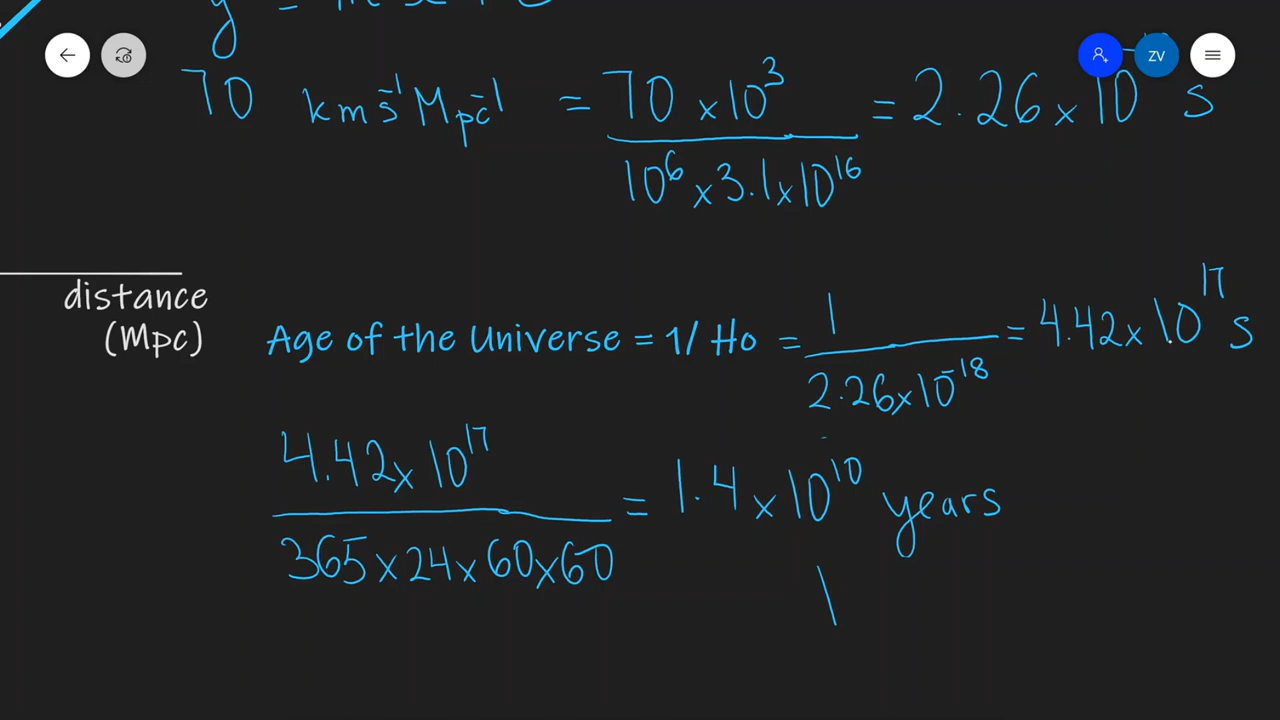 y = m
70 km s⁻¹ Mpc⁻¹ = 70 x 10³ / 10⁶ x 3.1 x 10¹⁶ = 2.26 x 10 s
ZV
distance
(Mpc)
Age of the Universe = 1/ Ho = 1 / 2.26 x 10⁻¹⁸ = 4.42 x 10¹⁷ s
4.42 x 10¹⁷ / 365 x 24 x 60 x 60 = 1.4 x 10¹⁰ years
1